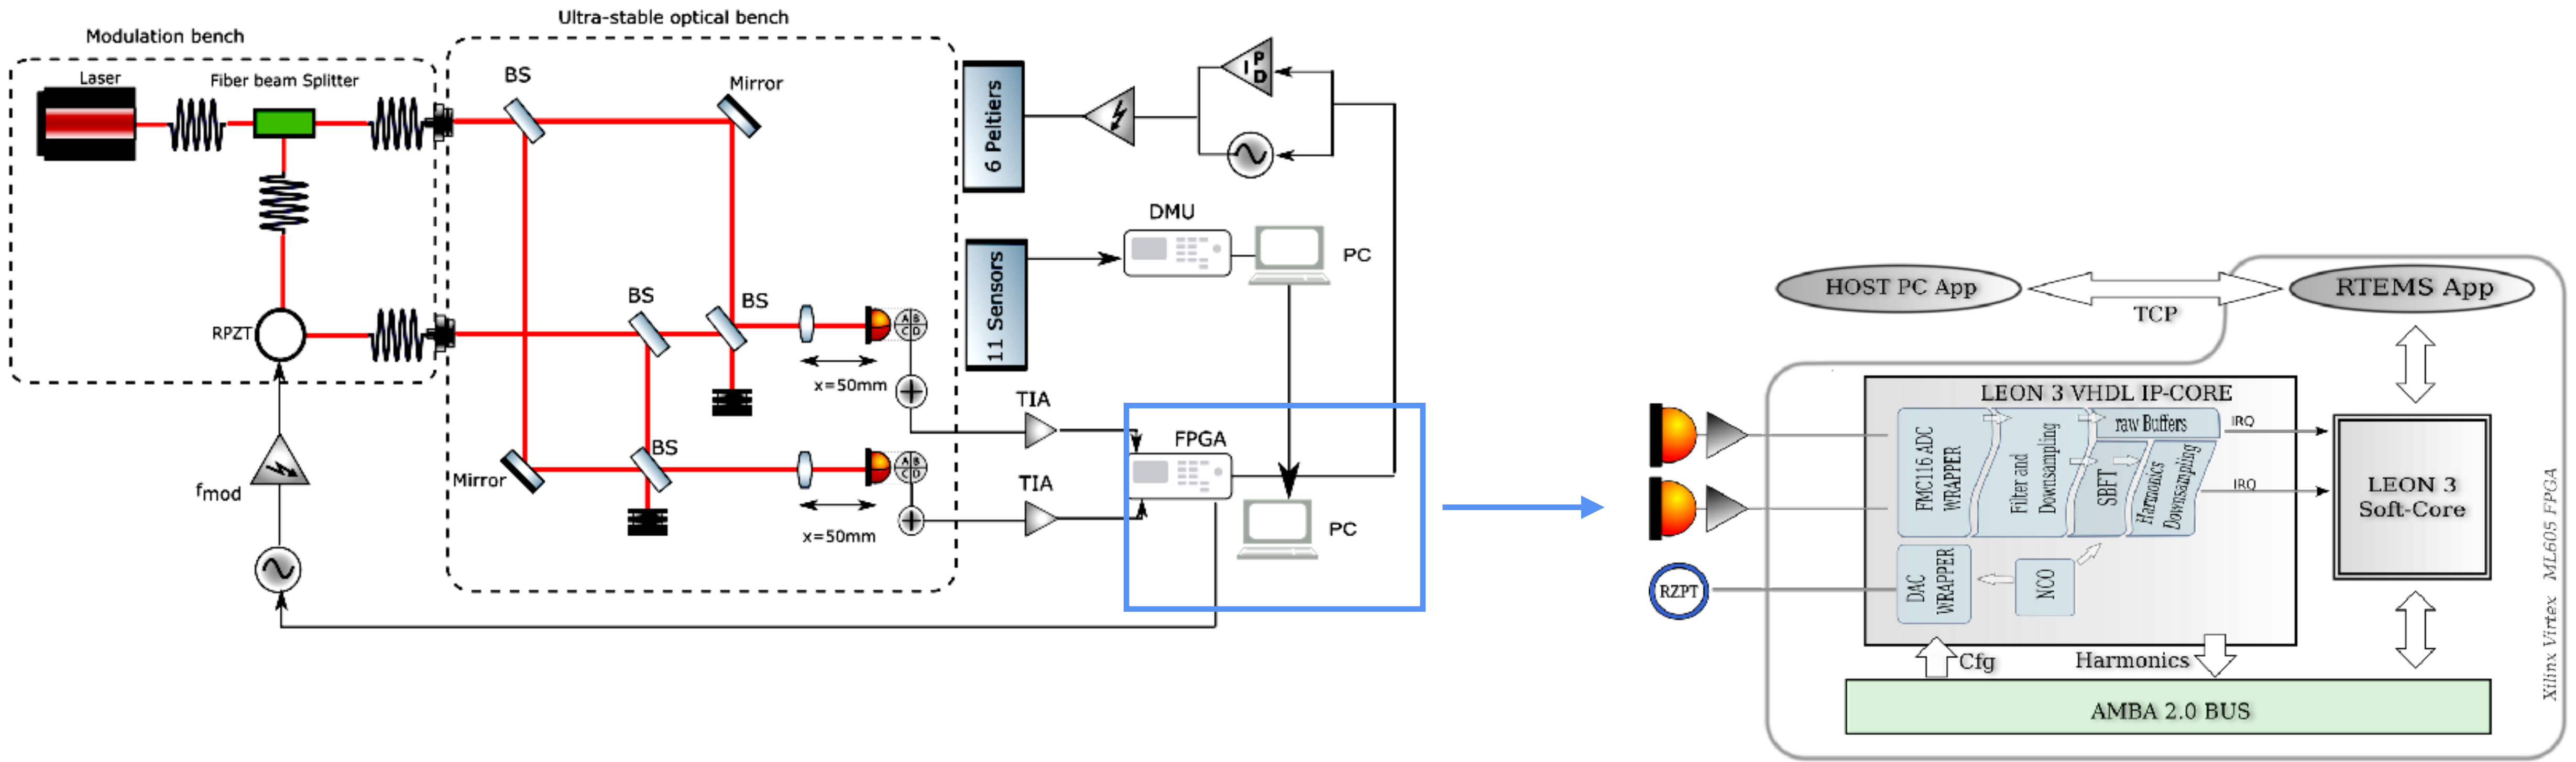 Ultra-stable optical bench
Modulation bench
Laser
Fiber beam Splitter
BS
Mirror
6 Peltiers
I P D
DMU
PC
11 Sensors
RPZT
BS
BS
A B
C D
x=50mm
TIA
fmod
Mirror
BS
A B
C D
x=50mm
TIA
FPGA
PC
HOST PC App
TCP
RTEMS App
LEON 3 VHDL IP-CORE
FMC116 ADC
WRAPPER
Filter and
Downsampling
raw Buffers
SBFT
Harmonics
Downsampling
IRQ
IRQ
LEON 3
Soft-Core
RZPT
DAC
WRAPPER
NCO
Cfg
Harmonics
AMBA 2.0 BUS
Xilinx Virtex ML605 FPGA